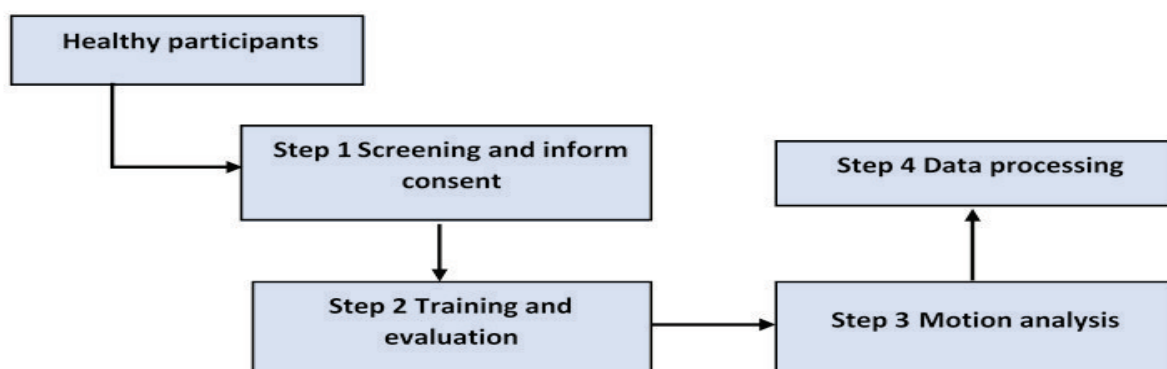 Healthy participants
Step 1 Screening and inform
consent
Step 2 Training and
evaluation
Step 3 Motion analysis
Step 4 Data processing